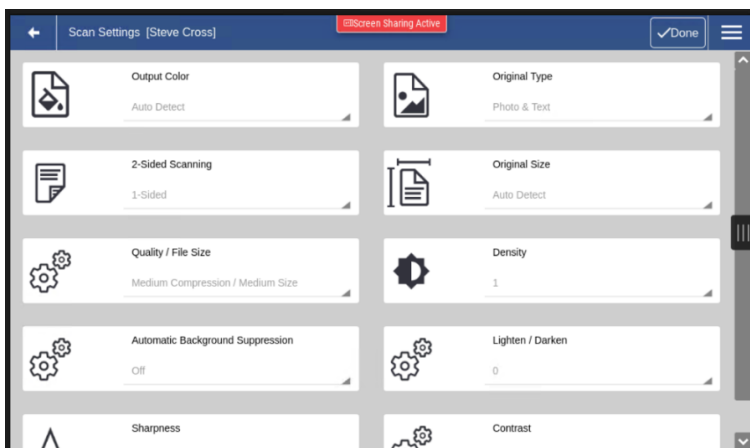 Screen Sharing Active
Scan Settings [Steve Cross]
Done
Output Color
Auto Detect
Original Type
Photo & Text
2-Sided Scanning
1-Sided
Original Size
Auto Detect
Quality / File Size
Medium Compression / Medium Size
Density
1
Automatic Background Suppression
Off
Lighten / Darken
0
Sharpness
Contrast